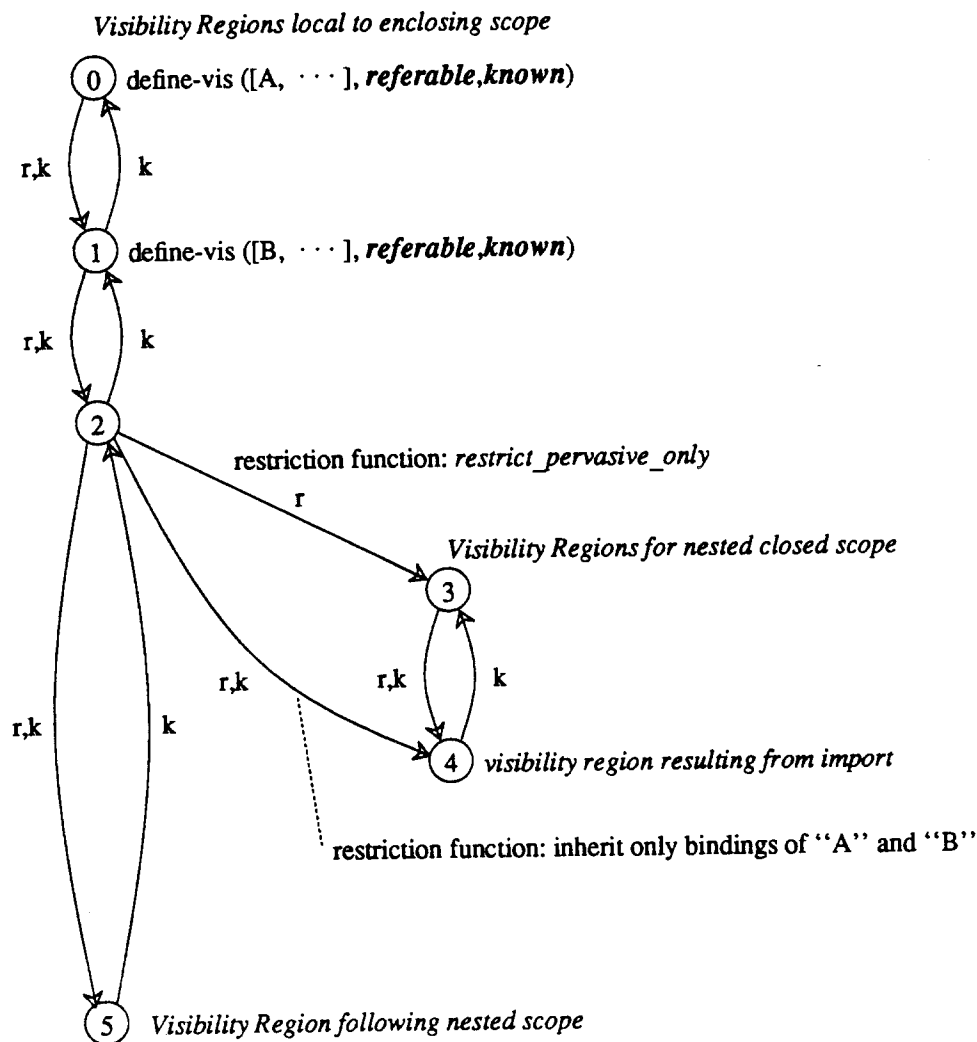 Visibility Regions local to enclosing scope
0 define-vis ([A, · · · ], referable,known)
r,k k
1 define-vis ([B, · · · ], referable,known)
r,k k
2
restriction function: restrict_pervasive_only
r
Visibility Regions for nested closed scope
3
r,k r,k k
r,k k
4 visibility region resulting from import
restriction function: inherit only bindings of ‘‘A’’ and ‘‘B’’
5 Visibility Region following nested scope